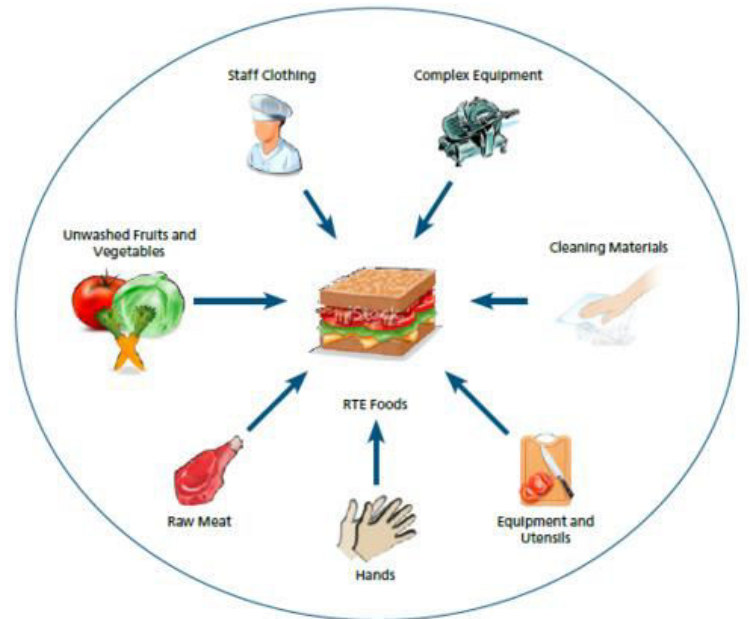 Staff Clothing
Complex Equipment
Unwashed Fruits and
Vegetables
Cleaning Materials
RTE Foods
Raw Meat
Equipment and
Utensils
Hands